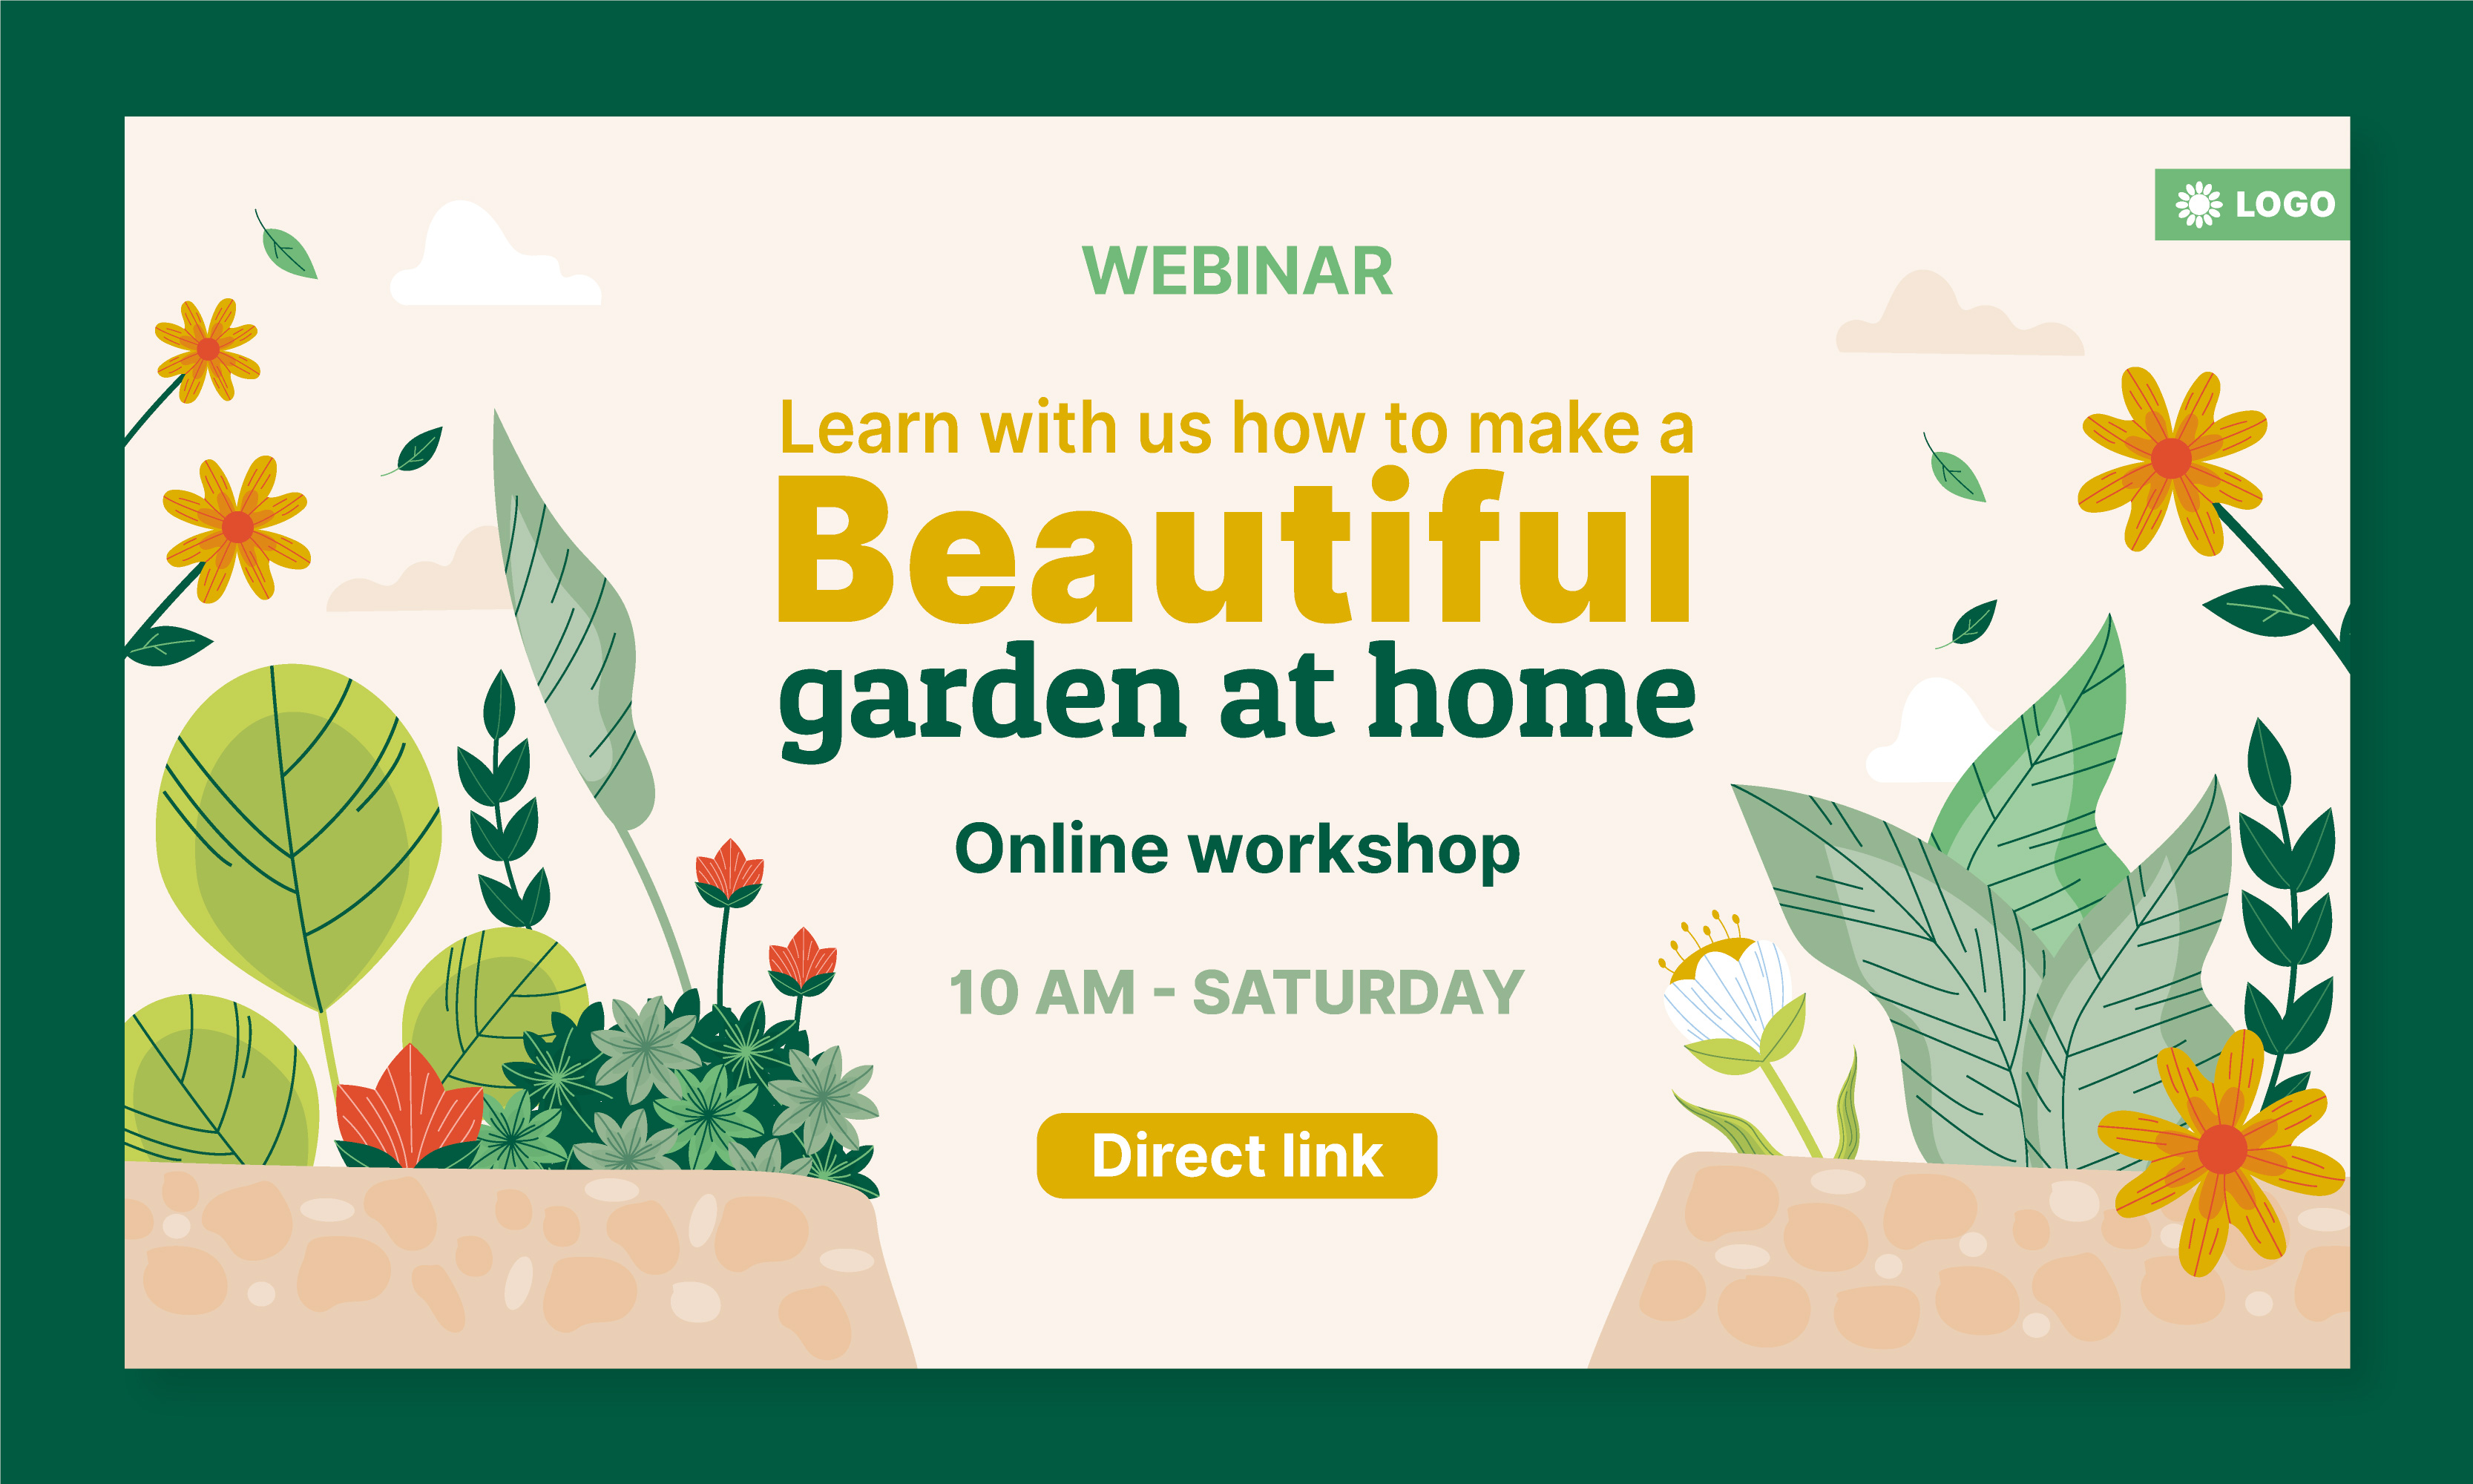 LOGO
WEBINAR
Learn with us how to make a
Beautiful
garden at home
Online workshop
10 AM - SATURDAY
Direct link